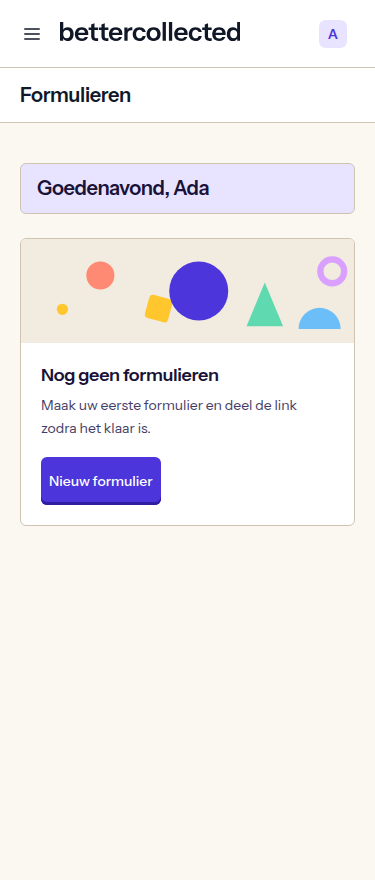 bettercollected
A
Formulieren
Goedenavond, Ada
Nog geen formulieren
Maak uw eerste formulier en deel de link
zodra het klaar is.
Nieuw formulier